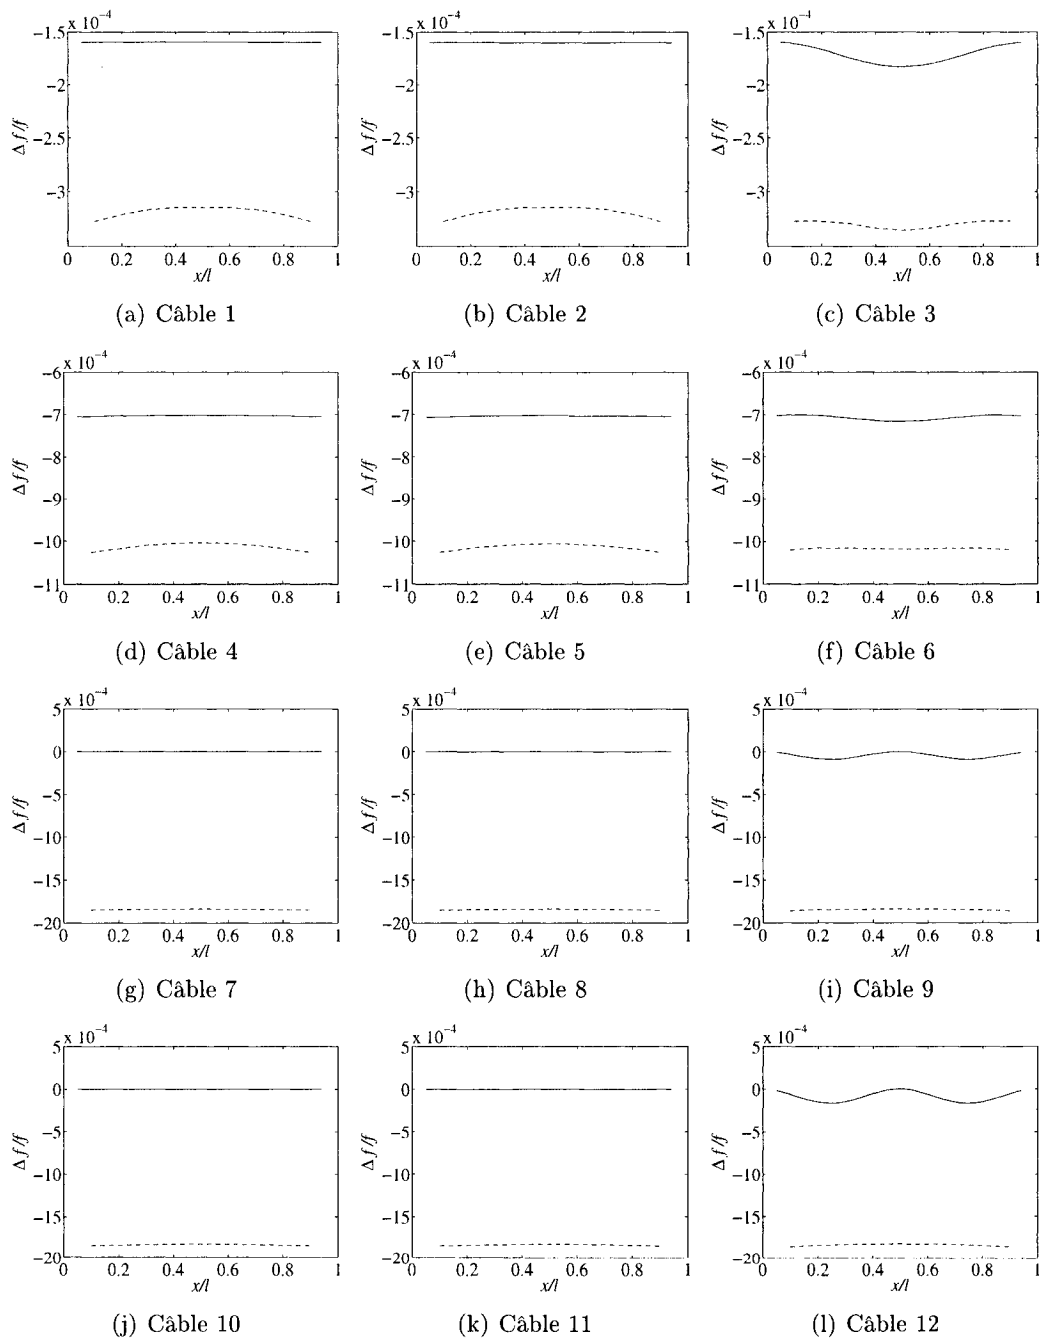 x 10⁻⁴ x 10⁻⁴ x 10⁻⁴
−1.5 −1.5 −1.5
−2 −2 −2
Δf/f Δf/f Δf/f
−2.5 −2.5 −2.5
−3 −3 −3
0 0.2 0.4 0.6 0.8 1 0 0.2 0.4 0.6 0.8 1 0 0.2 0.4 0.6 0.8 1
x/l x/l x/l
(a) Câble 1 (b) Câble 2 (c) Câble 3
x 10⁻⁴ x 10⁻⁴ x 10⁻⁴
−6 −6 −6
−7 −7 −7
−8 −8 −8
Δf/f Δf/f Δf/f
−9 −9 −9
−10 −10 −10
−11 −11 −11
0 0.2 0.4 0.6 0.8 1 0 0.2 0.4 0.6 0.8 1 0 0.2 0.4 0.6 0.8 1
x/l x/l x/l
(d) Câble 4 (e) Câble 5 (f) Câble 6
x 10⁻⁴ x 10⁻⁴ x 10⁻⁴
5 5 5
0 0 0
−5 −5 −5
Δf/f Δf/f Δf/f
−10 −10 −10
−15 −15 −15
−20 −20 −20
0 0.2 0.4 0.6 0.8 1 0 0.2 0.4 0.6 0.8 1 0 0.2 0.4 0.6 0.8 1
x/l x/l x/l
(g) Câble 7 (h) Câble 8 (i) Câble 9
x 10⁻⁴ x 10⁻⁴ x 10⁻⁴
5 5 5
0 0 0
−5 −5 −5
Δf/f Δf/f Δf/f
−10 −10 −10
−15 −15 −15
−20 −20 −20
0 0.2 0.4 0.6 0.8 1 0 0.2 0.4 0.6 0.8 1 0 0.2 0.4 0.6 0.8 1
x/l x/l x/l
(j) Câble 10 (k) Câble 11 (l) Câble 12